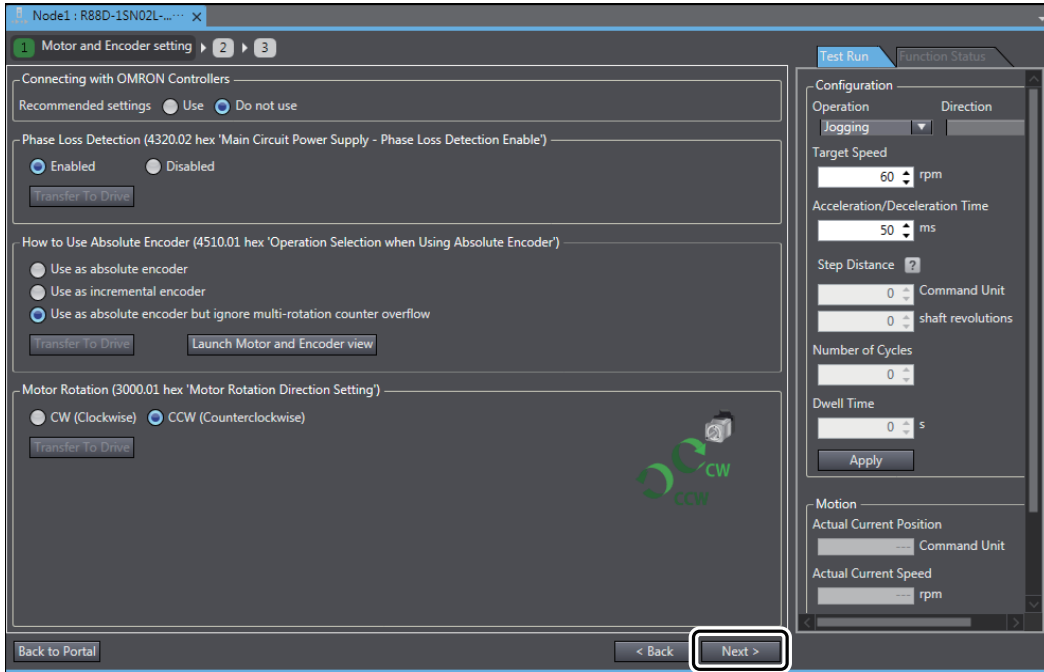 Node1 : R88D-1SN02L-...… X
1 Motor and Encoder setting 2 3
Connecting with OMRON Controllers
Recommended settings Use Do not use
Phase Loss Detection (4320.02 hex 'Main Circuit Power Supply - Phase Loss Detection Enable')
Enabled Disabled
Transfer To Drive
How to Use Absolute Encoder (4510.01 hex 'Operation Selection when Using Absolute Encoder')
Use as absolute encoder
Use as incremental encoder
Use as absolute encoder but ignore multi-rotation counter overflow
Transfer To Drive Launch Motor and Encoder view
Motor Rotation (3000.01 hex 'Motor Rotation Direction Setting')
CW (Clockwise) CCW (Counterclockwise)
Transfer To Drive
CW
CCW
Back to Portal < Back Next >
Test Run Function Status
Configuration
Operation Direction
Jogging
Target Speed
60 rpm
Acceleration/Deceleration Time
50 ms
Step Distance ?
0 Command Unit
0 shaft revolutions
Number of Cycles
0
Dwell Time
0 s
Apply
Motion
Actual Current Position
--- Command Unit
Actual Current Speed
--- rpm